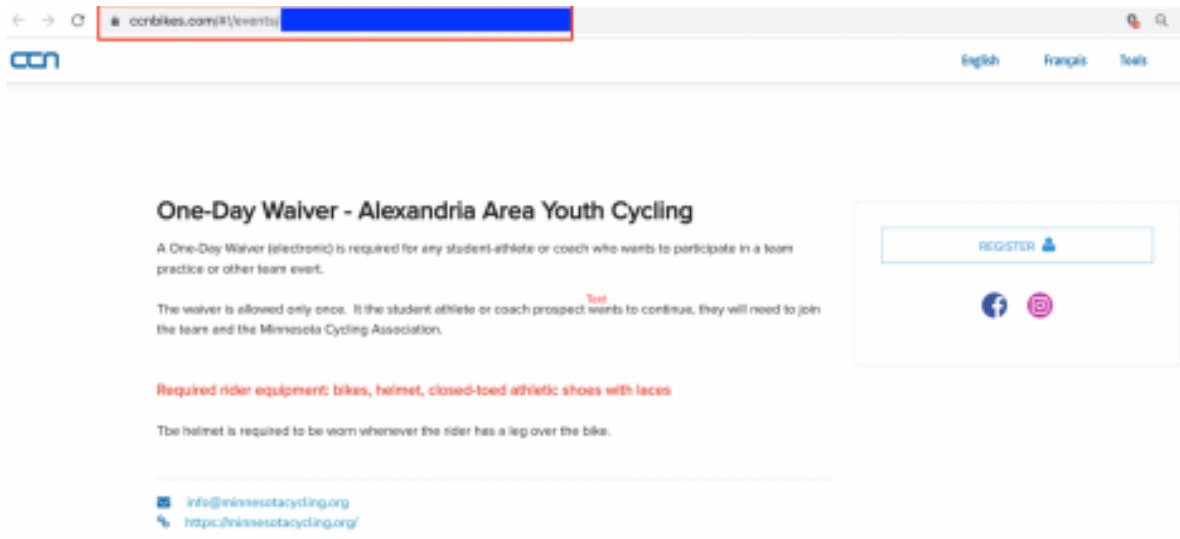 ccnbikes.com/#!/events/
ccn
English Français Tools
One-Day Waiver - Alexandria Area Youth Cycling
A One-Day Waiver (electronic) is required for any student-athlete or coach who wants to participate in a team
practice or other team event.
Text
The waiver is allowed only once. It the student athlete or coach prospect wants to continue, they will need to join
the team and the Minnesota Cycling Association.
Required rider equipment: bikes, helmet, closed-toed athletic shoes with laces
Tbe helmet is required to be worn whenever the rider has a leg over the bike.
info@minnesotacycling.org
https://minnesotacycling.org/
REGISTER